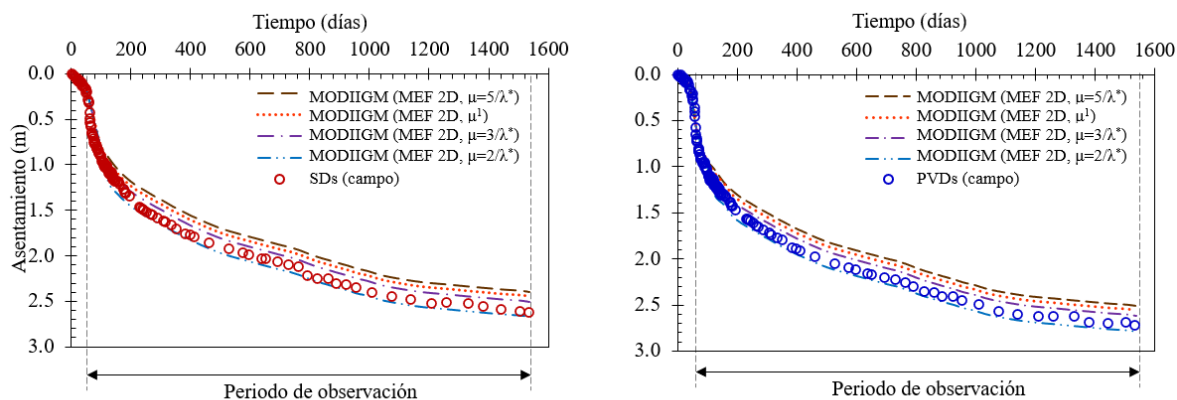 Tiempo (días)
0 200 400 600 800 1000 1200 1400 1600
0.0
0.5
1.0
1.5
2.0
2.5
3.0
Asentamiento (m)
MODIIGM (MEF 2D, μ=5/λ*)
MODIIGM (MEF 2D, μ¹)
MODIIGM (MEF 2D, μ=3/λ*)
MODIIGM (MEF 2D, μ=2/λ*)
SDs (campo)
Periodo de observación
Tiempo (días)
0 200 400 600 800 1000 1200 1400 1600
0.0
0.5
1.0
1.5
2.0
2.5
3.0
MODIIGM (MEF 2D, μ=5/λ*)
MODIIGM (MEF 2D, μ¹)
MODIIGM (MEF 2D, μ=3/λ*)
MODIIGM (MEF 2D, μ=2/λ*)
PVDs (campo)
Periodo de observación